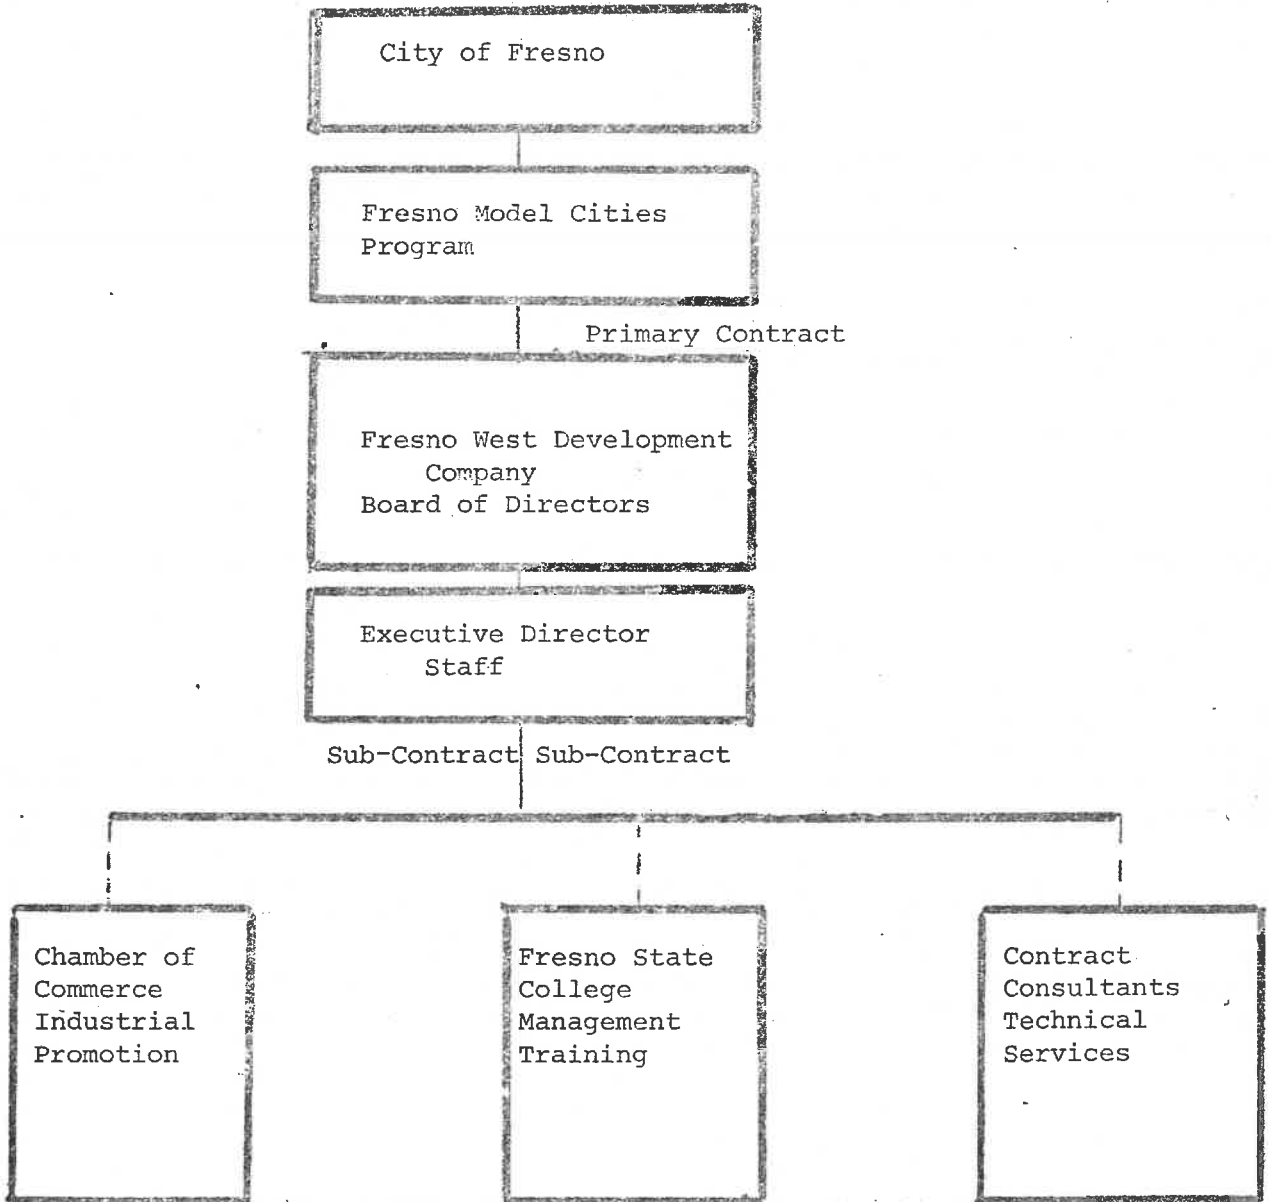 City of Fresno
Fresno Model Cities
Program
Primary Contract
Fresno West Development
Company
Board of Directors
Executive Director
Staff
Sub-Contract Sub-Contract
Chamber of
Commerce
Industrial
Promotion
Fresno State
College
Management
Training
Contract
Consultants
Technical
Services